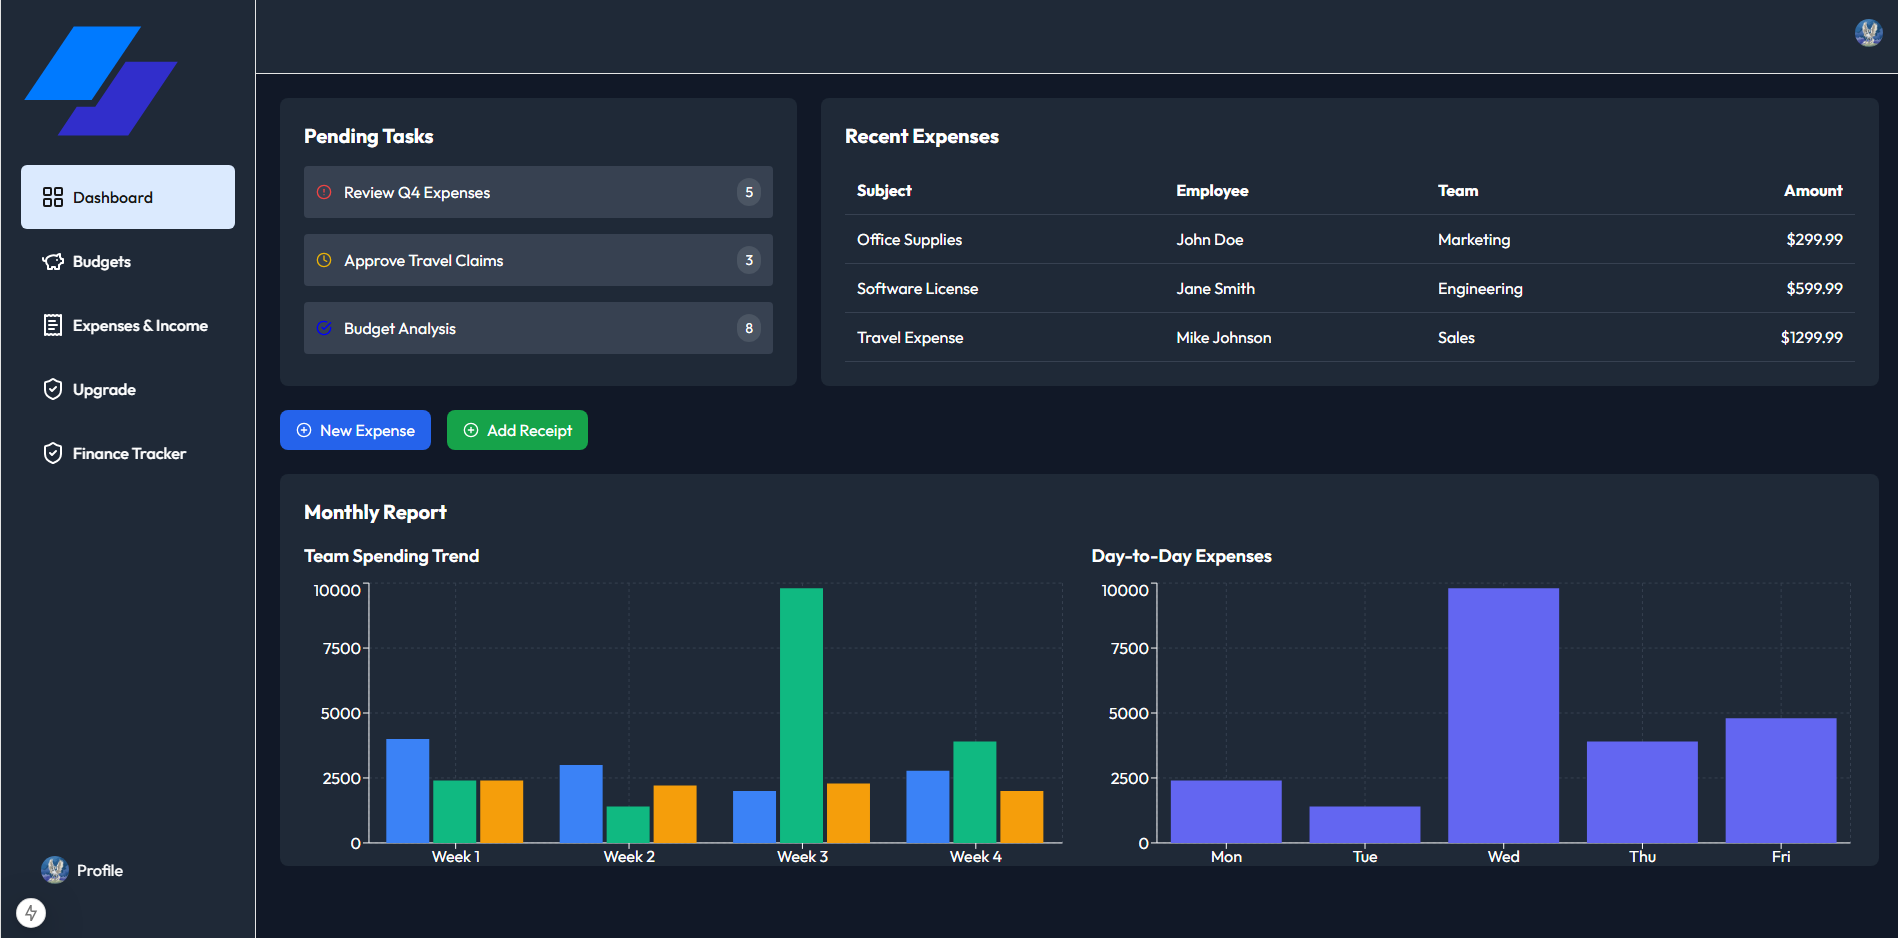 Dashboard
Budgets
Expenses & Income
Upgrade
Finance Tracker
Profile
Pending Tasks
Review Q4 Expenses 5
Approve Travel Claims 3
Budget Analysis 8
Recent Expenses
Subject Employee Team Amount
Office Supplies John Doe Marketing $299.99
Software License Jane Smith Engineering $599.99
Travel Expense Mike Johnson Sales $1299.99
New Expense Add Receipt
Monthly Report
Team Spending Trend
10000
7500
5000
2500
0
Week 1 Week 2 Week 3 Week 4
Day-to-Day Expenses
10000
7500
5000
2500
0
Mon Tue Wed Thu Fri